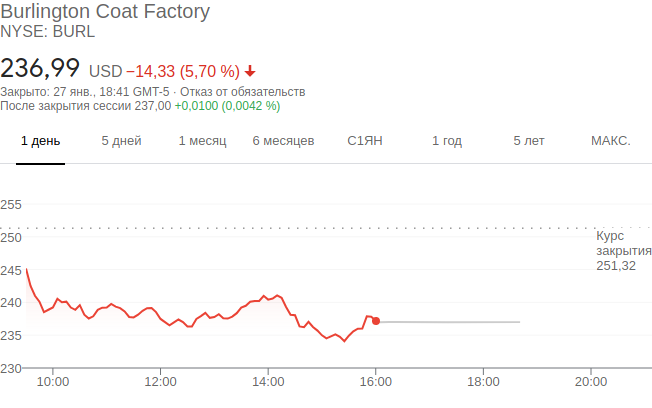 Burlington Coat Factory
NYSE: BURL
236,99 USD −14,33 (5,70 %)
Закрыто: 27 янв., 18:41 GMT-5 · Отказ от обязательств
После закрытия сессии 237,00 +0,0100 (0,0042 %)
1 день 5 дней 1 месяц 6 месяцев С1ЯН 1 год 5 лет МАКС.
255
250
245
240
235
230
Курс
закрытия
251,32
10:00 12:00 14:00 16:00 18:00 20:00